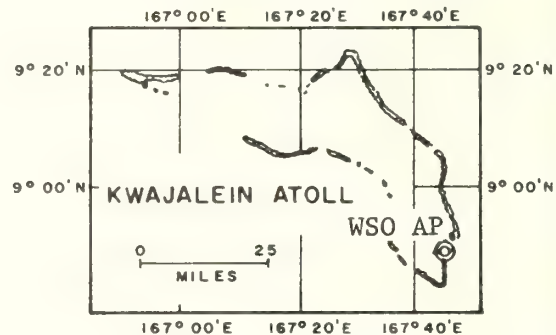 167° 00' E 167° 20' E 167° 40' E
9° 20' N 9° 20' N
9° 00' N 9° 00' N
KWAJALEIN ATOLL
WSO AP
0 25
MILES
167° 00' E 167° 20' E 167° 40' E